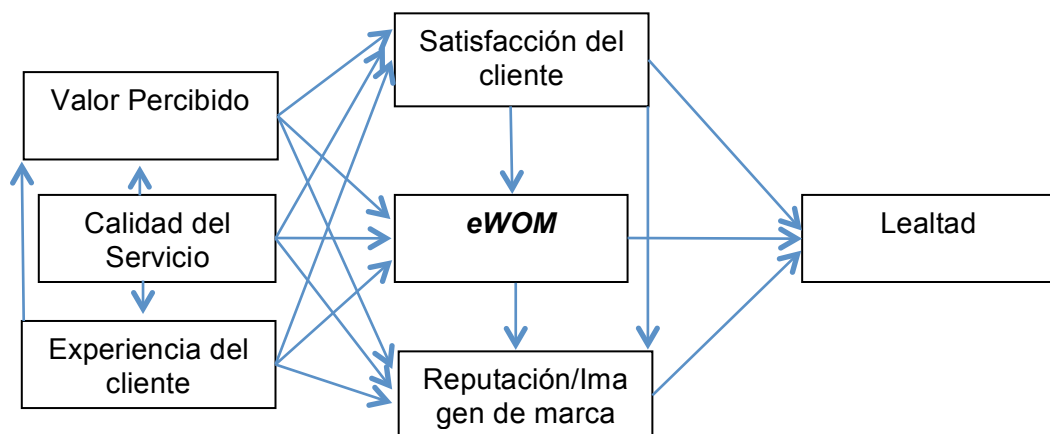 Satisfacción del
cliente
Valor Percibido
Calidad del
Servicio
eWOM
Lealtad
Experiencia del
cliente
Reputación/Ima
gen de marca